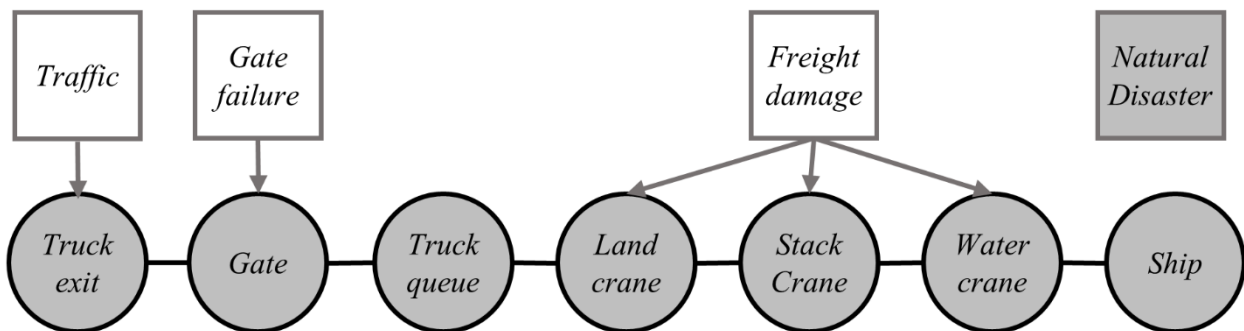 Traffic
Gate
failure
Freight
damage
Natural
Disaster
Truck
exit
Gate
Truck
queue
Land
crane
Stack
Crane
Water
crane
Ship